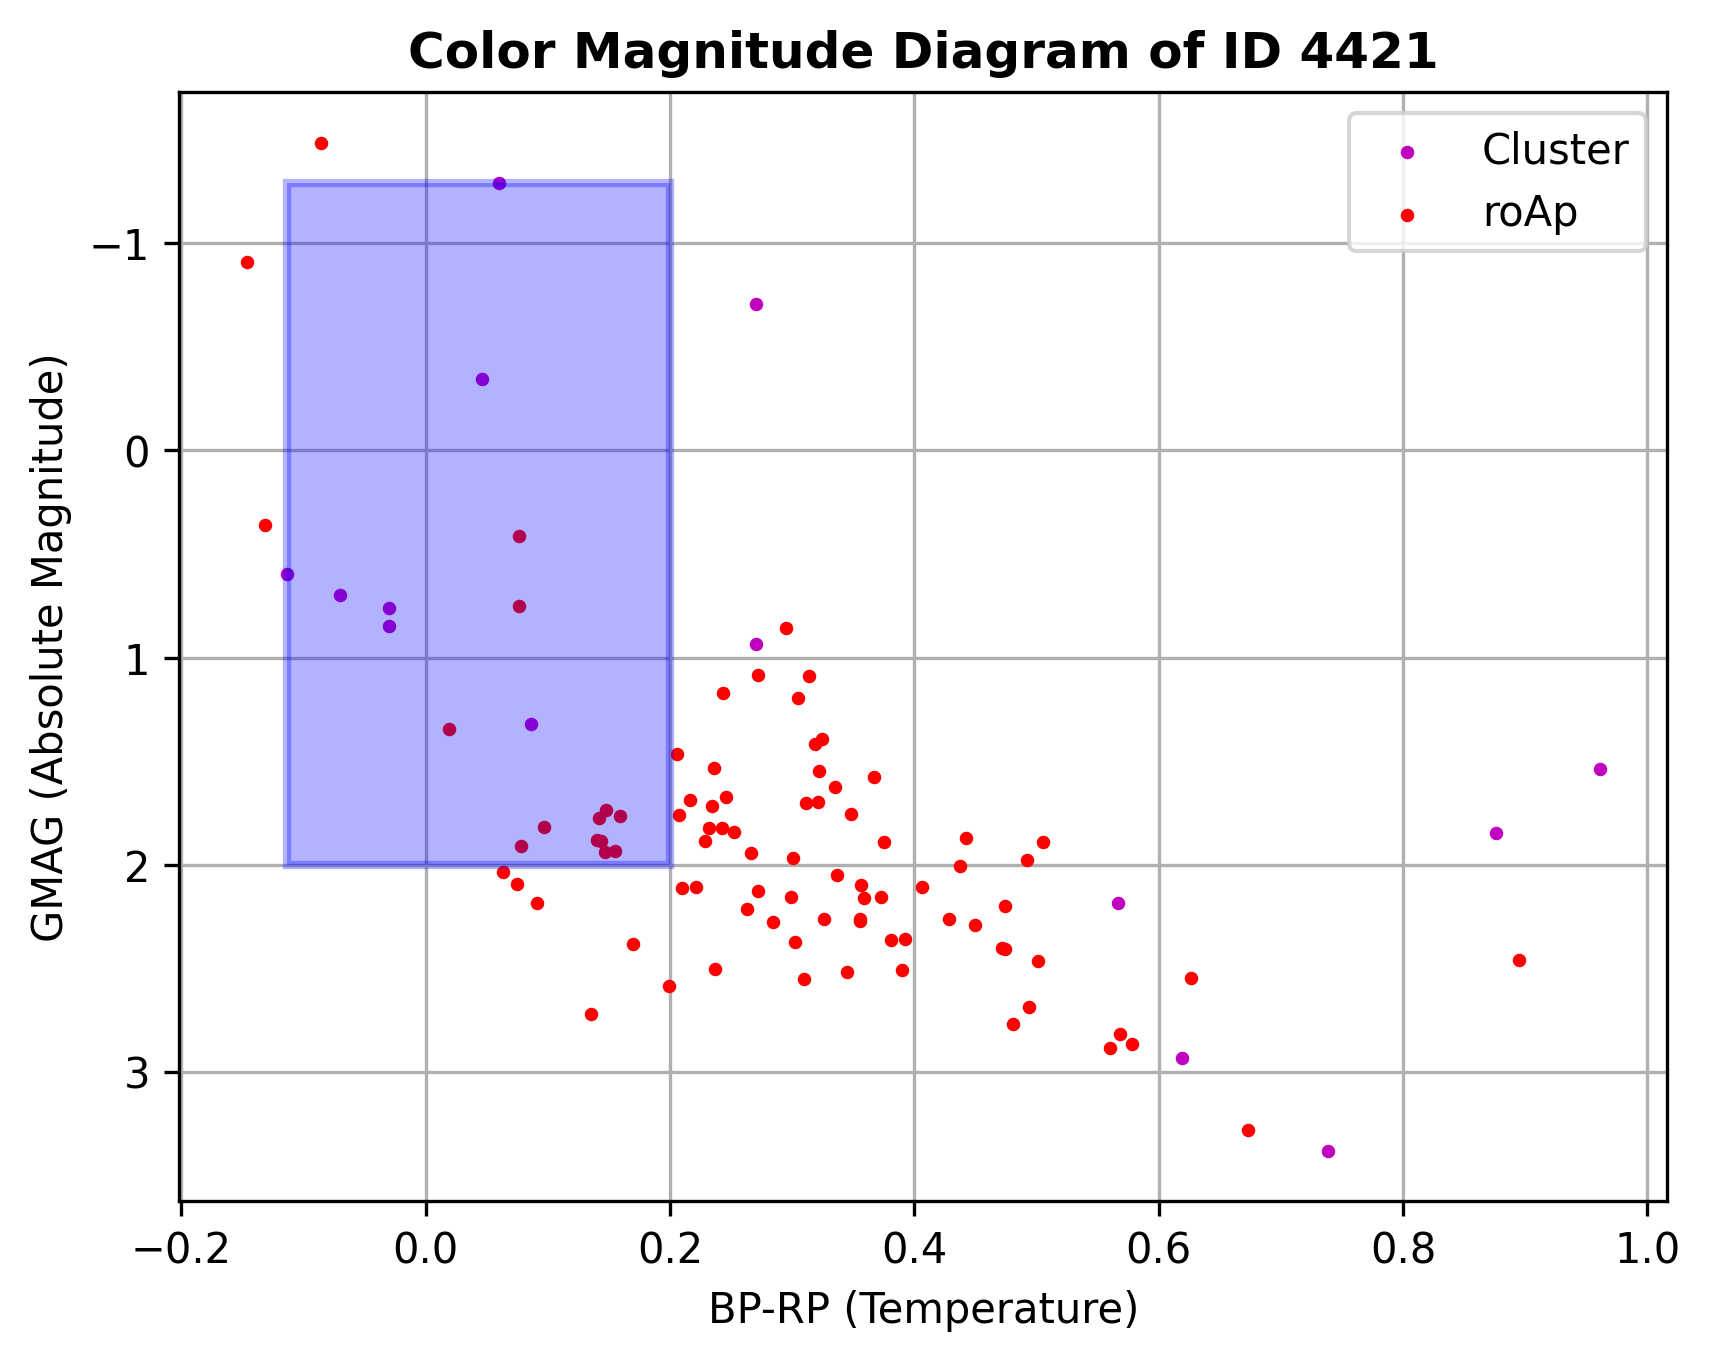 Color Magnitude Diagram of ID 4421
Cluster
roAp
GMAG (Absolute Magnitude)
−1
0
1
2
3
−0.2 0.0 0.2 0.4 0.6 0.8 1.0
BP-RP (Temperature)